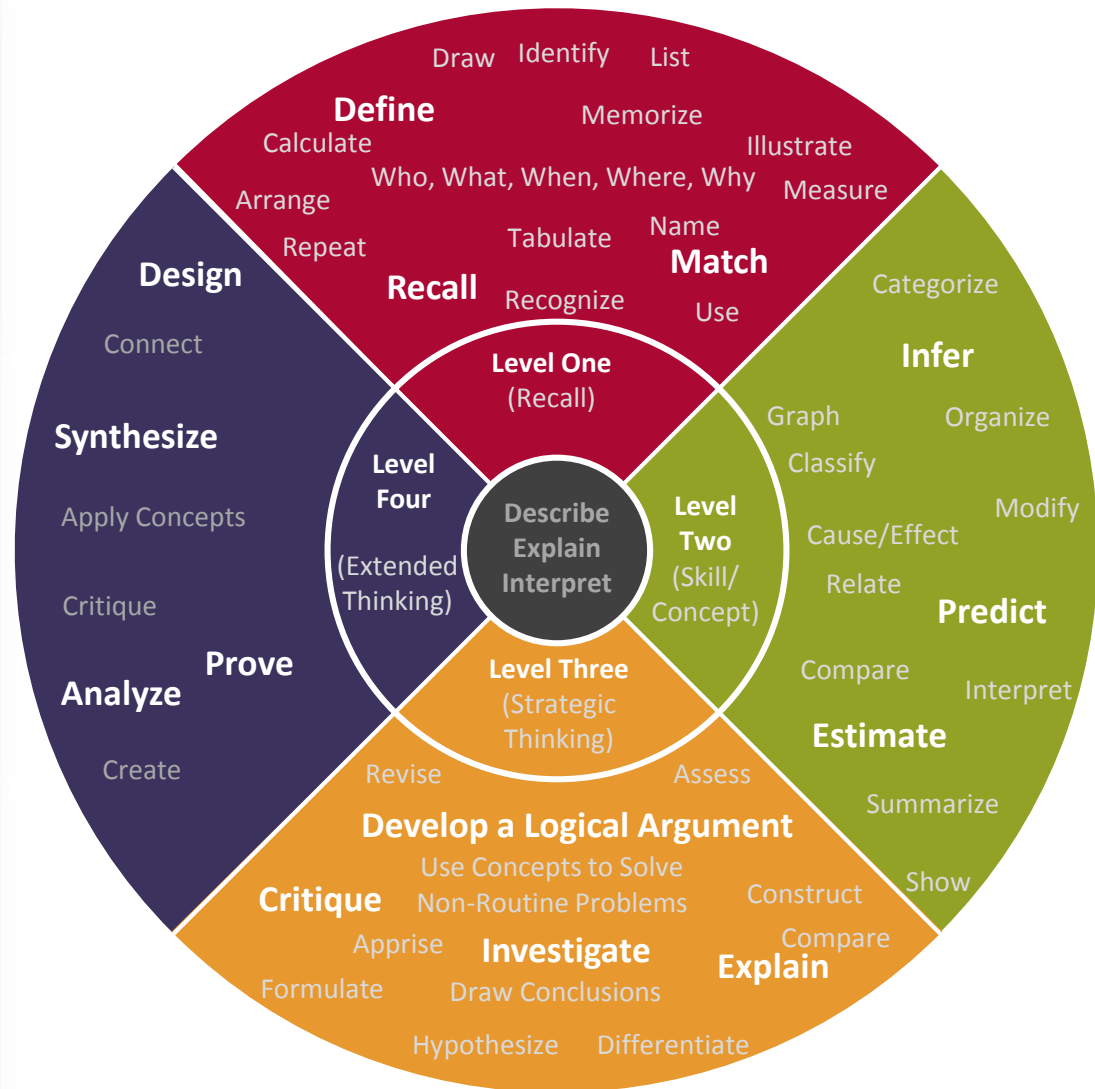 Draw
Identify
List
Define
Memorize
Calculate
Illustrate
Who, What, When, Where, Why
Measure
Arrange
Name
Repeat
Tabulate
Match
Recall
Recognize
Use
Level One
(Recall)
Categorize
Infer
Graph
Organize
Classify
Modify
Cause/Effect
Relate
Predict
Compare
Interpret
Estimate
Summarize
Show
Level
Two
(Skill/
Concept)
Level Three
(Strategic
Thinking)
Revise
Assess
Develop a Logical Argument
Use Concepts to Solve
Non-Routine Problems
Critique
Construct
Apprise
Investigate
Compare
Explain
Formulate
Draw Conclusions
Hypothesize
Differentiate
Level
Four
(Extended
Thinking)
Design
Connect
Synthesize
Apply Concepts
Critique
Prove
Analyze
Create
Describe
Explain
Interpret